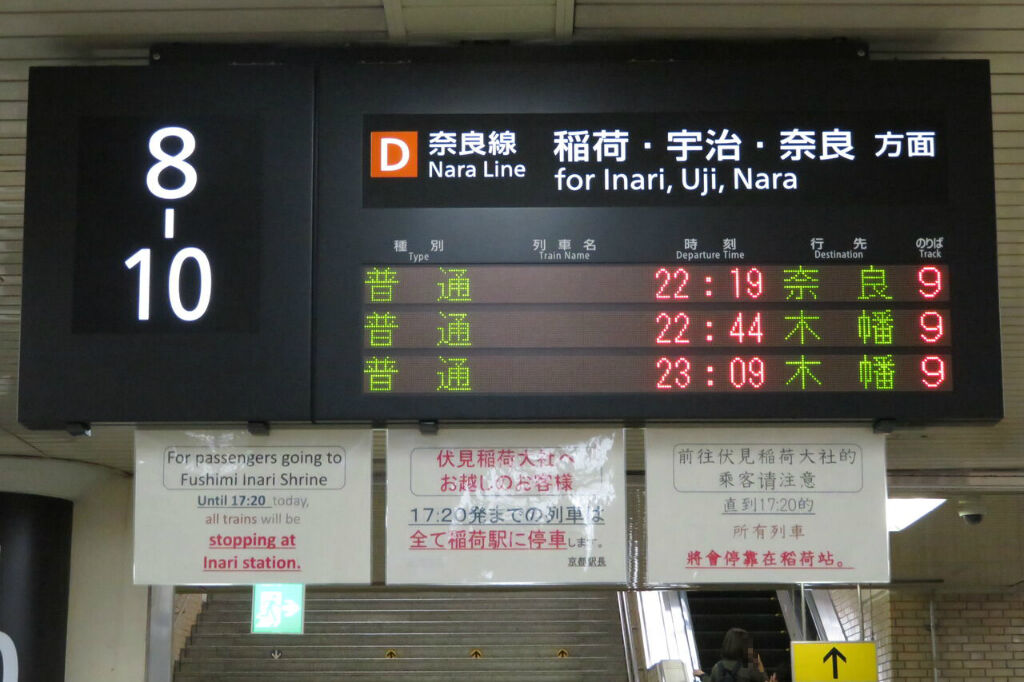 8
-
10
D 奈良線 稲荷・宇治・奈良 方面
Nara Line for Inari, Uji, Nara
種別 列車名 時刻 行先 のりば
Type Train Name Departure Time Destination Track
普通 22:19 奈良 9
普通 22:44 木幡 9
普通 23:09 木幡 9
For passengers going to
Fushimi Inari Shrine
Until 17:20 today,
all trains will be
stopping at
Inari station.
伏見稲荷大社へ
お越しのお客様
17:20発までの列車は
全て稲荷駅に停車します。
京都駅長
前往伏見稲荷大社的
乘客请注意
直到17:20的
所有列车
將會停靠在稻荷站。